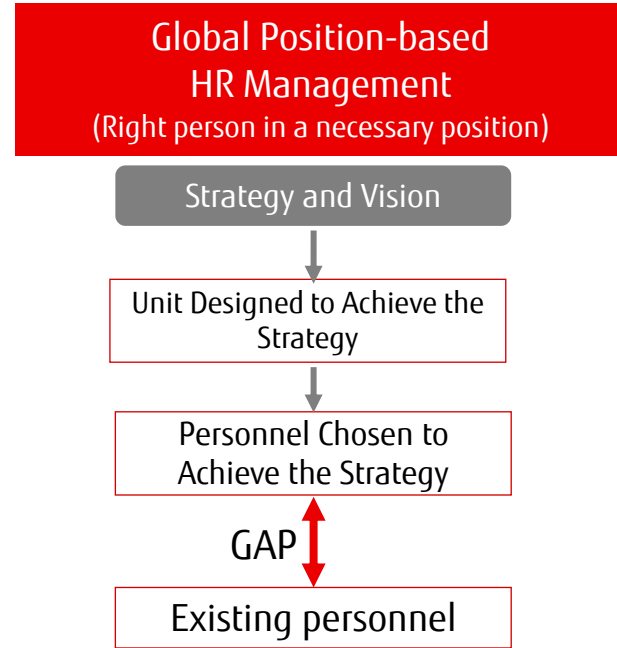 Global Position-based
HR Management
(Right person in a necessary position)
Strategy and Vision
Unit Designed to Achieve the
Strategy
Personnel Chosen to
Achieve the Strategy
GAP
Existing personnel